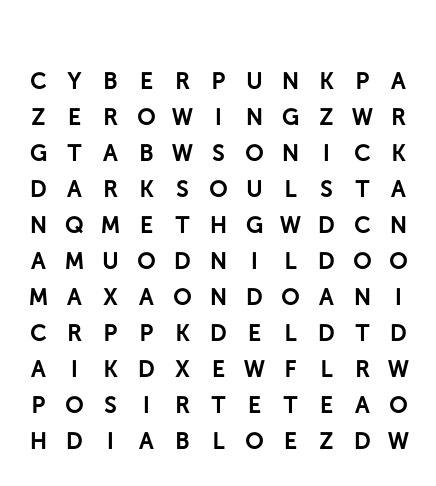 C Y B E R P U N K P A
Z E R O W I N G Z W R
G T A B W S O N I C K
D A R K S O U L S T A
N Q M E T H G W D C N
A M U O D N I L D O O
M A X A O N D O A N I
C R P P K D E L D T D
A I K D X E W F L R W
P O S I R T E T E A O
H D I A B L O E Z D W